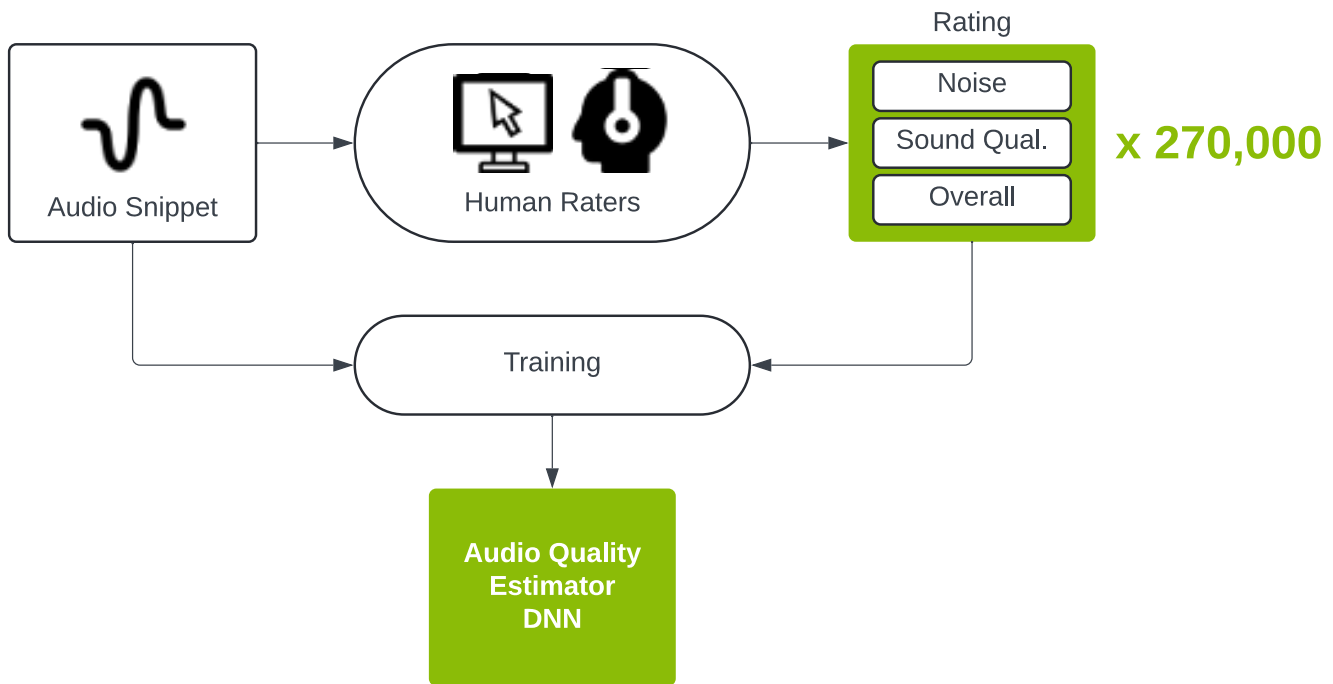 Rating
Audio Snippet
Human Raters
Noise
Sound Qual.
Overall
x 270,000
Training
Audio Quality
Estimator
DNN